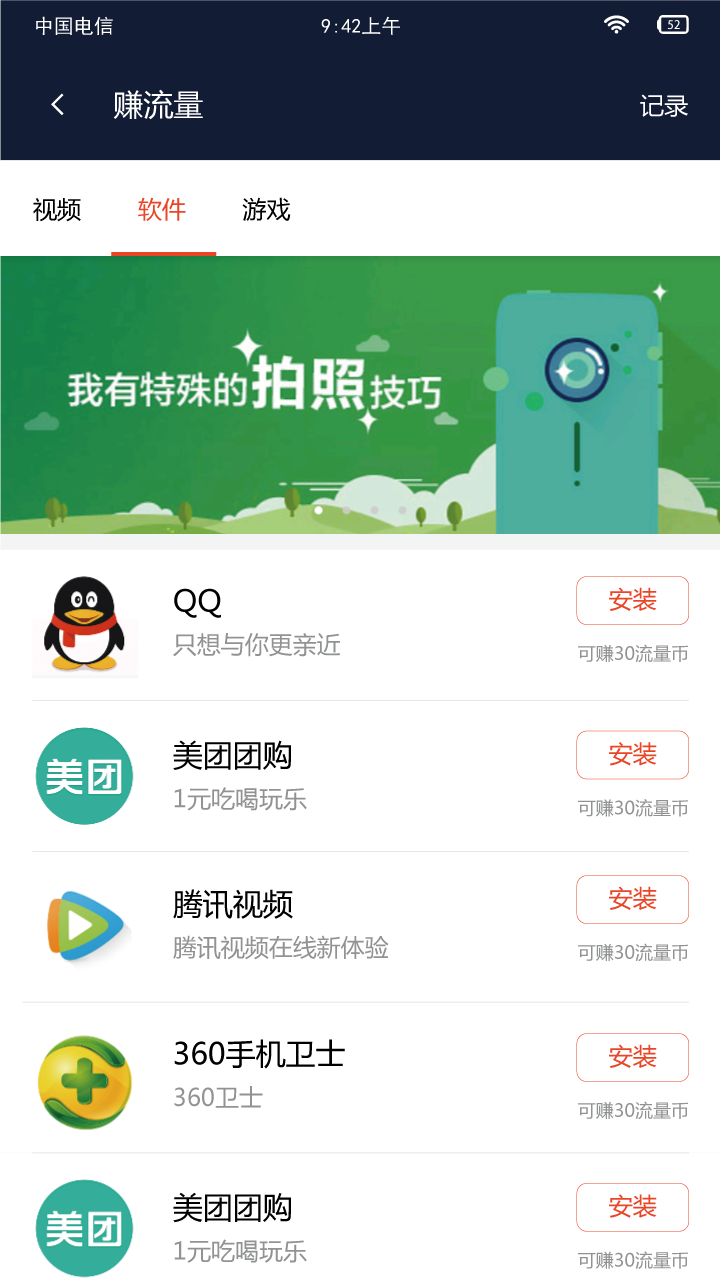 中国电信 9:42上午 52
赚流量 记录
视频 软件 游戏
我有特殊的拍照技巧
QQ 安装
只想与你更亲近 可赚30流量币
美团 美团团购 安装
1元吃喝玩乐 可赚30流量币
腾讯视频 安装
腾讯视频在线新体验 可赚30流量币
360手机卫士 安装
360卫士 可赚30流量币
美团 美团团购 安装
1元吃喝玩乐 可赚30流量币